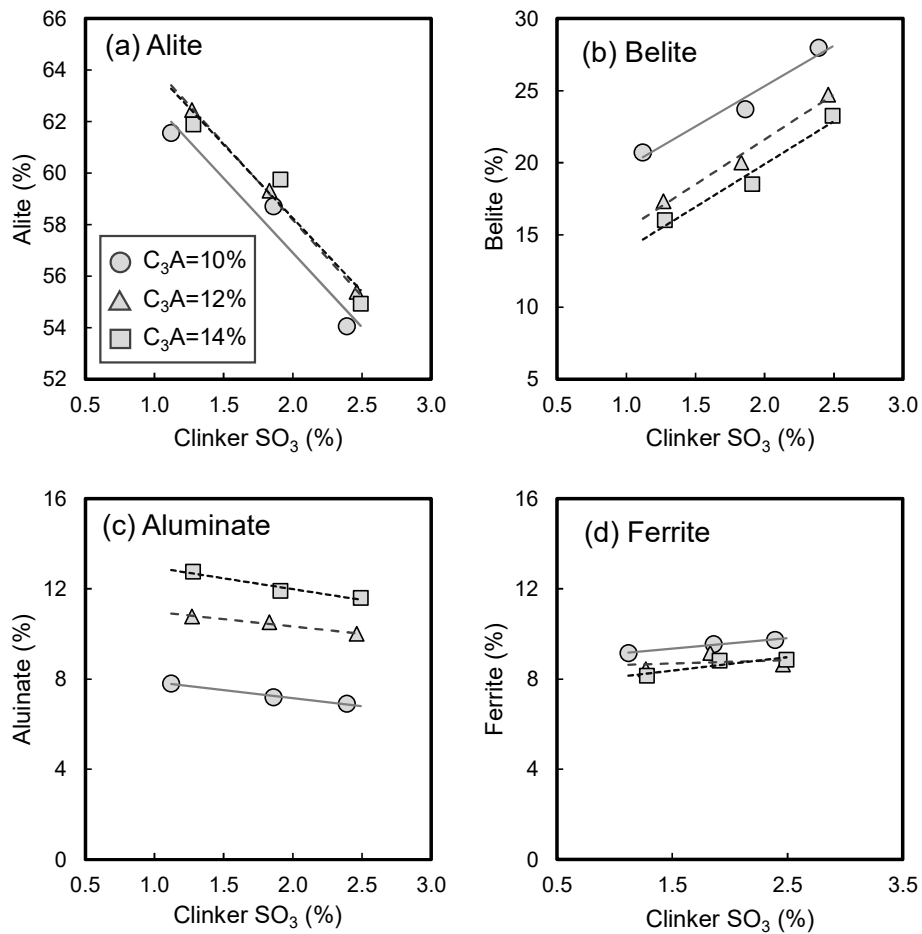 (a) Alite
Alite (%)
66
64
62
60
58
56
54
52
C3A=10%
C3A=12%
C3A=14%
0.5 1.0 1.5 2.0 2.5 3.0
Clinker SO3 (%)
(b) Belite
Belite (%)
30
25
20
15
10
5
0.5 1.0 1.5 2.0 2.5 3.0
Clinker SO3 (%)
(c) Aluminate
Aluinate (%)
16
12
8
4
0
0.5 1.0 1.5 2.0 2.5 3.0
Clinker SO3 (%)
(d) Ferrite
Ferrite (%)
16
12
8
4
0
0.5 1.5 2.5 3.5
Clinker SO3 (%)